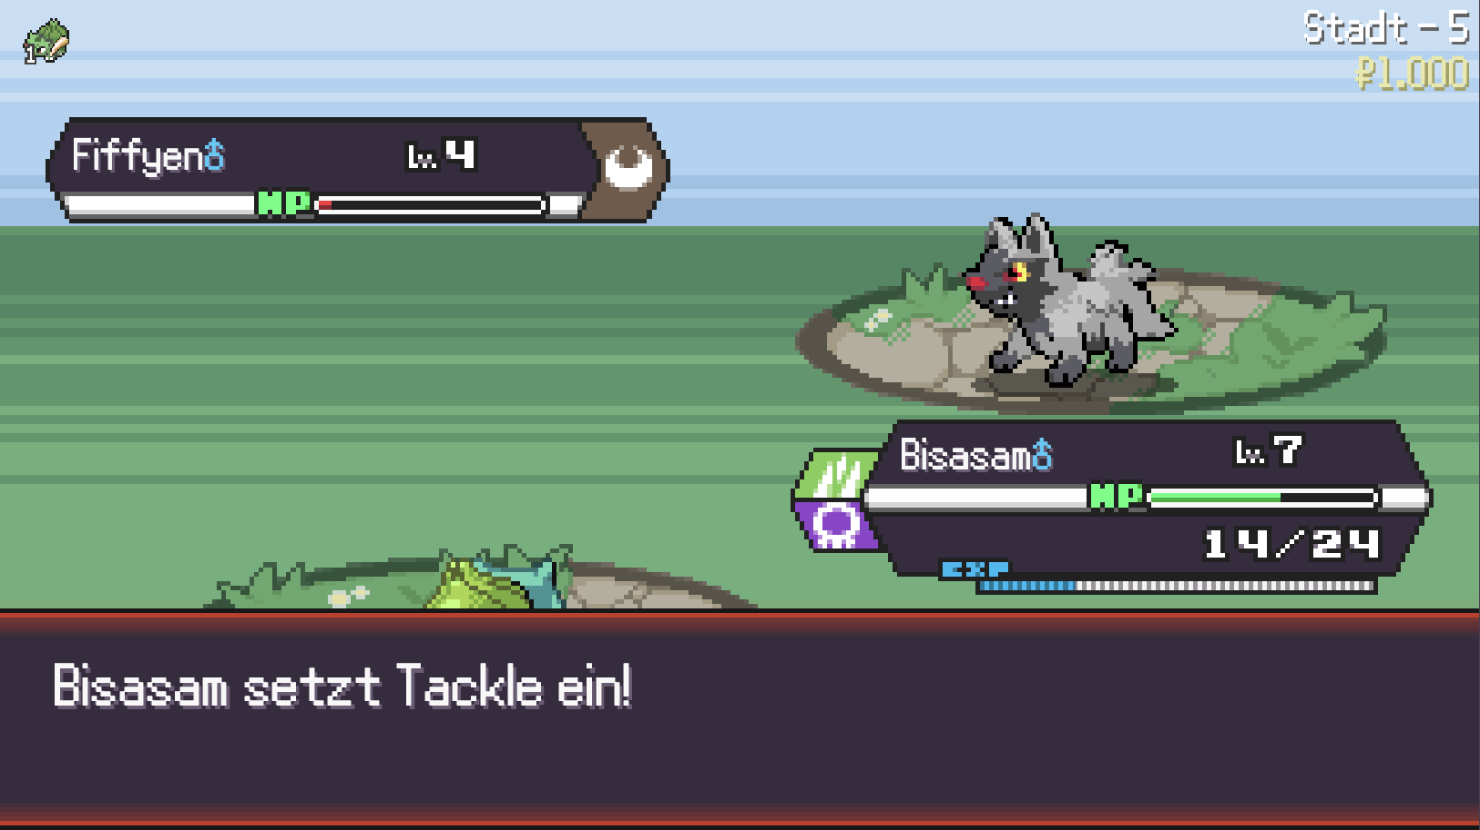 1
Stadt - 5
₽1.000
Fiffyen♂ Lv. 4
HP
Bisasam♂ Lv. 7
HP
14/24
EXP
Bisasam setzt Tackle ein!